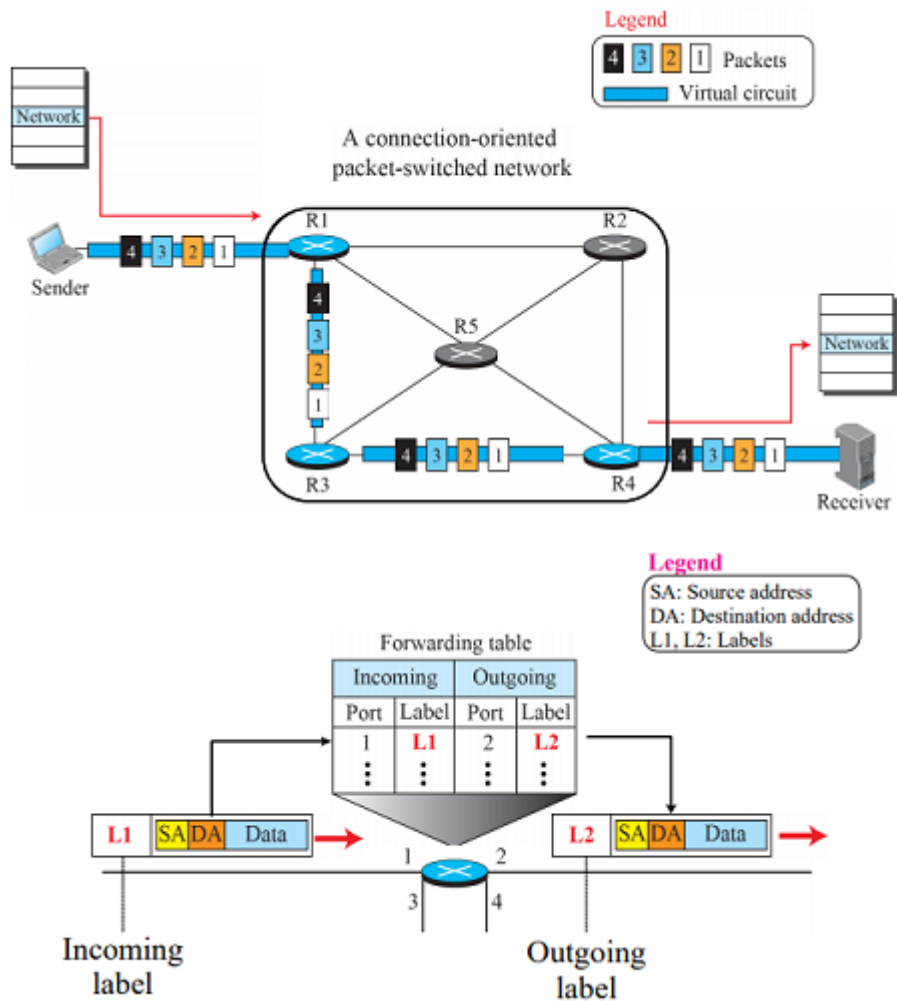 Legend
4 3 2 1 Packets
Virtual circuit
Network
A connection-oriented
packet-switched network
R1
R2
4 3 2 1
Sender
4
3
2
1
R5
Network
R3
4 3 2 1
R4
4 3 2 1
Receiver
Legend
SA: Source address
DA: Destination address
L1, L2: Labels
Forwarding table
Incoming Outgoing
Port Label Port Label
1 L1 2 L2
L1 SA DA Data
L2 SA DA Data
1 2
3 4
Incoming
label
Outgoing
label